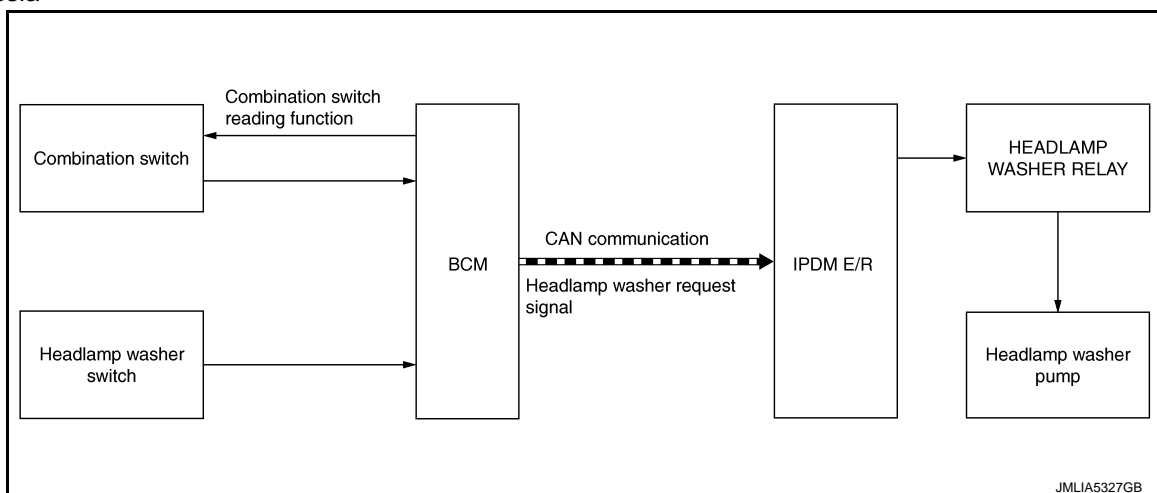 Combination switch
reading function
Combination switch
BCM
CAN communication
Headlamp washer request
signal
IPDM E/R
HEADLAMP
WASHER RELAY
Headlamp washer
switch
Headlamp washer
pump
JMLIA5327GB